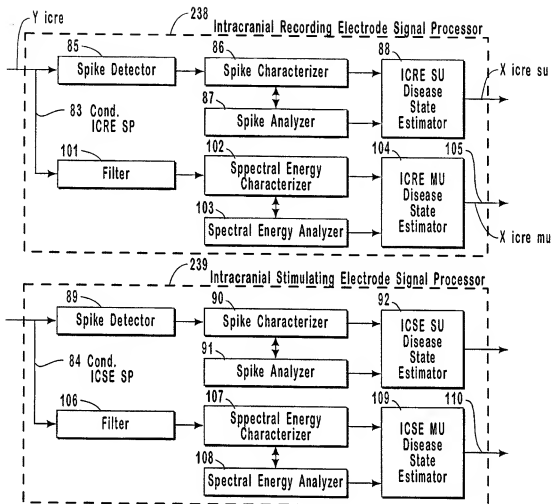 Y icre
238
Intracranial Recording Electrode Signal Processor
85
Spike Detector
86
Spike Characterizer
87
Spike Analyzer
88
ICRE SU
Disease
State
Estimator
X icre su
83 Cond.
ICRE SP
101
Filter
102
Sppectral Energy
Characterizer
103
Spectral Energy Analyzer
104
ICRE MU
Disease
State
Estimator
105
X icre mu
239
Intracranial Stimulating Electrode Signal Processor
89
Spike Detector
90
Spike Characterizer
91
Spike Analyzer
92
ICSE SU
Disease
State
Estimator
84 Cond.
ICSE SP
106
Filter
107
Sppectral Energy
Characterizer
108
Spectral Energy Analyzer
109
ICSE MU
Disease
State
Estimator
110